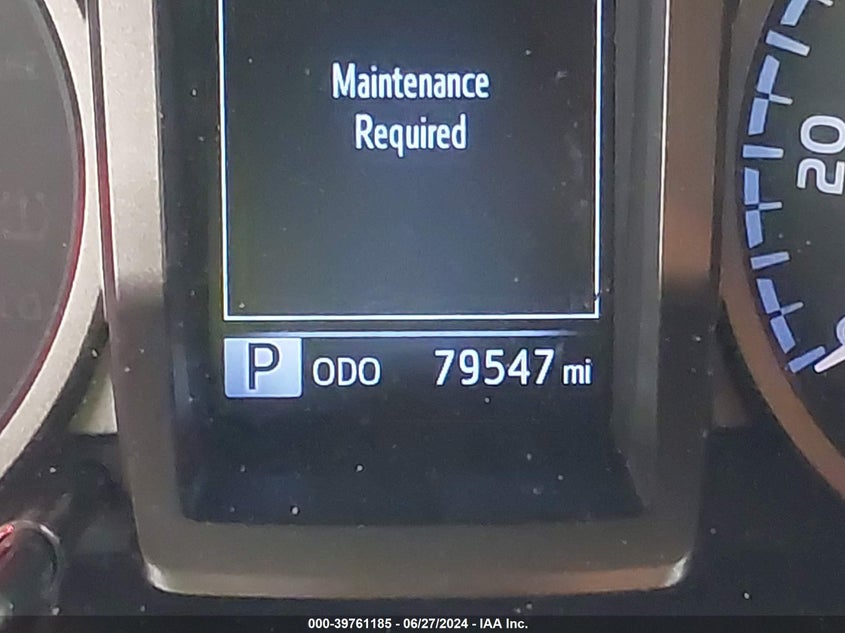 Maintenance
Required
20
P ODO 79547 mi
000-39761185 - 06/27/2024 - IAA Inc.